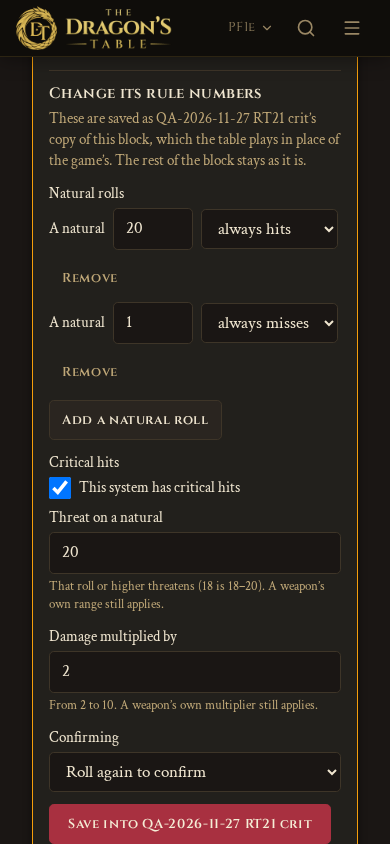 THE
DT DRAGON'S
TABLE
PF1E
CHANGE ITS RULE NUMBERS
These are saved as QA-2026-11-27 RT21 crit's
copy of this block, which the table plays in place of
the game's. The rest of the block stays as it is.
Natural rolls
A natural 20 always hits
REMOVE
A natural 1 always misses
REMOVE
ADD A NATURAL ROLL
Critical hits
This system has critical hits
Threat on a natural
20
That roll or higher threatens (18 is 18–20). A weapon's
own range still applies.
Damage multiplied by
2
From 2 to 10. A weapon's own multiplier still applies.
Confirming
Roll again to confirm
SAVE INTO QA-2026-11-27 RT21 CRIT